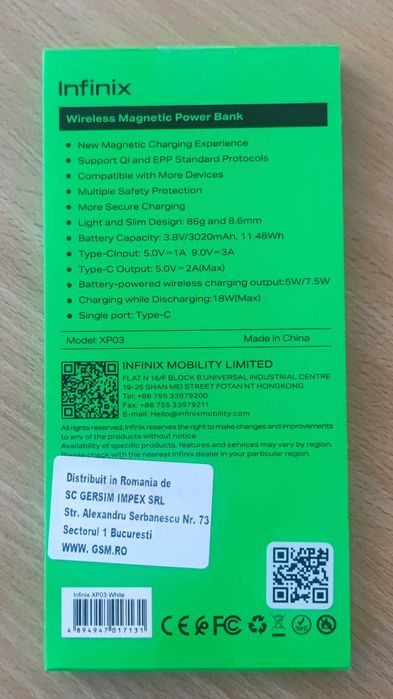 Infinix
Wireless Magnetic Power Bank
• New Magnetic Charging Experience
• Support Qi and EPP Standard Protocols
• Compatible with More Devices
• Multiple Safety Protection
• More Secure Charging
• Light and Slim Design: 86g and 8.6mm
• Battery Capacity: 3.8V/3020mAh, 11.48Wh
• Type-CInput: 5.0V⎓1A 9.0V⎓3A
• Type-C Output: 5.0V⎓2A(Max)
• Battery-powered wireless charging output:5W/7.5W
• Charging while Discharging:18W(Max)
• Single port: Type-C
Model: XP03 Made in China
INFINIX MOBILITY LIMITED
FLAT N 16/F BLOCK B UNIVERSAL INDUSTRIAL CENTRE
19-25 SHAN MEI STREET FOTAN NT HONGKONG
Tel: +86 755 33979200
Fax: +86 755 33979211
E-mail: Hello@infinixmobility.com
All rights reserved. infinix reserves the right to make changes and improvements
to any of the products without notice.
Availability of specific products, features and services may vary by region.
Please check with the nearest Infinix dealer in your particular region.
Distribuit in Romania de
SC GERSIM IMPEX SRL
Str. Alexandru Serbanescu Nr. 73
Sectorul 1 Bucuresti
WWW. GSM.RO
Infinix-XP03-White
4 894947 017131
CE FC